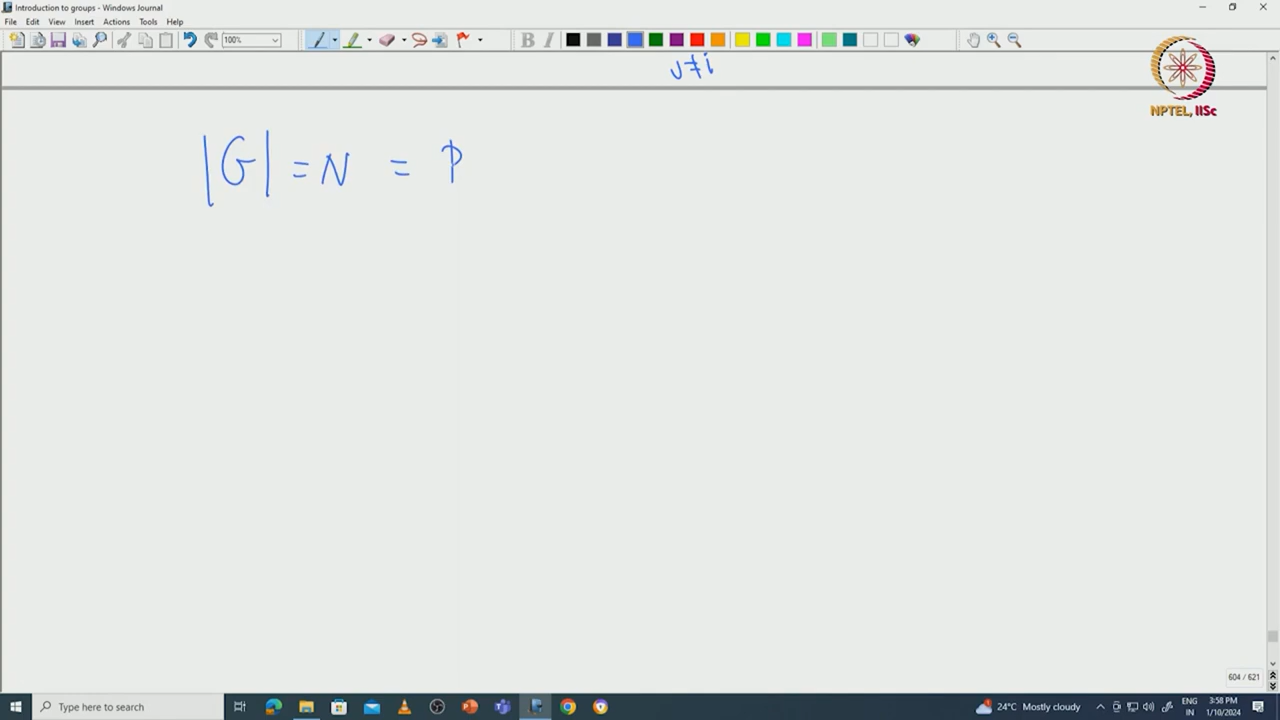 Introduction to groups - Windows Journal
File Edit View Insert Actions Tools Help
100%
j≠i
NPTEL, IISc
|G| = N = P
604 / 621
Type here to search
24°C Mostly cloudy
ENG
IN
3:58 PM
1/10/2024